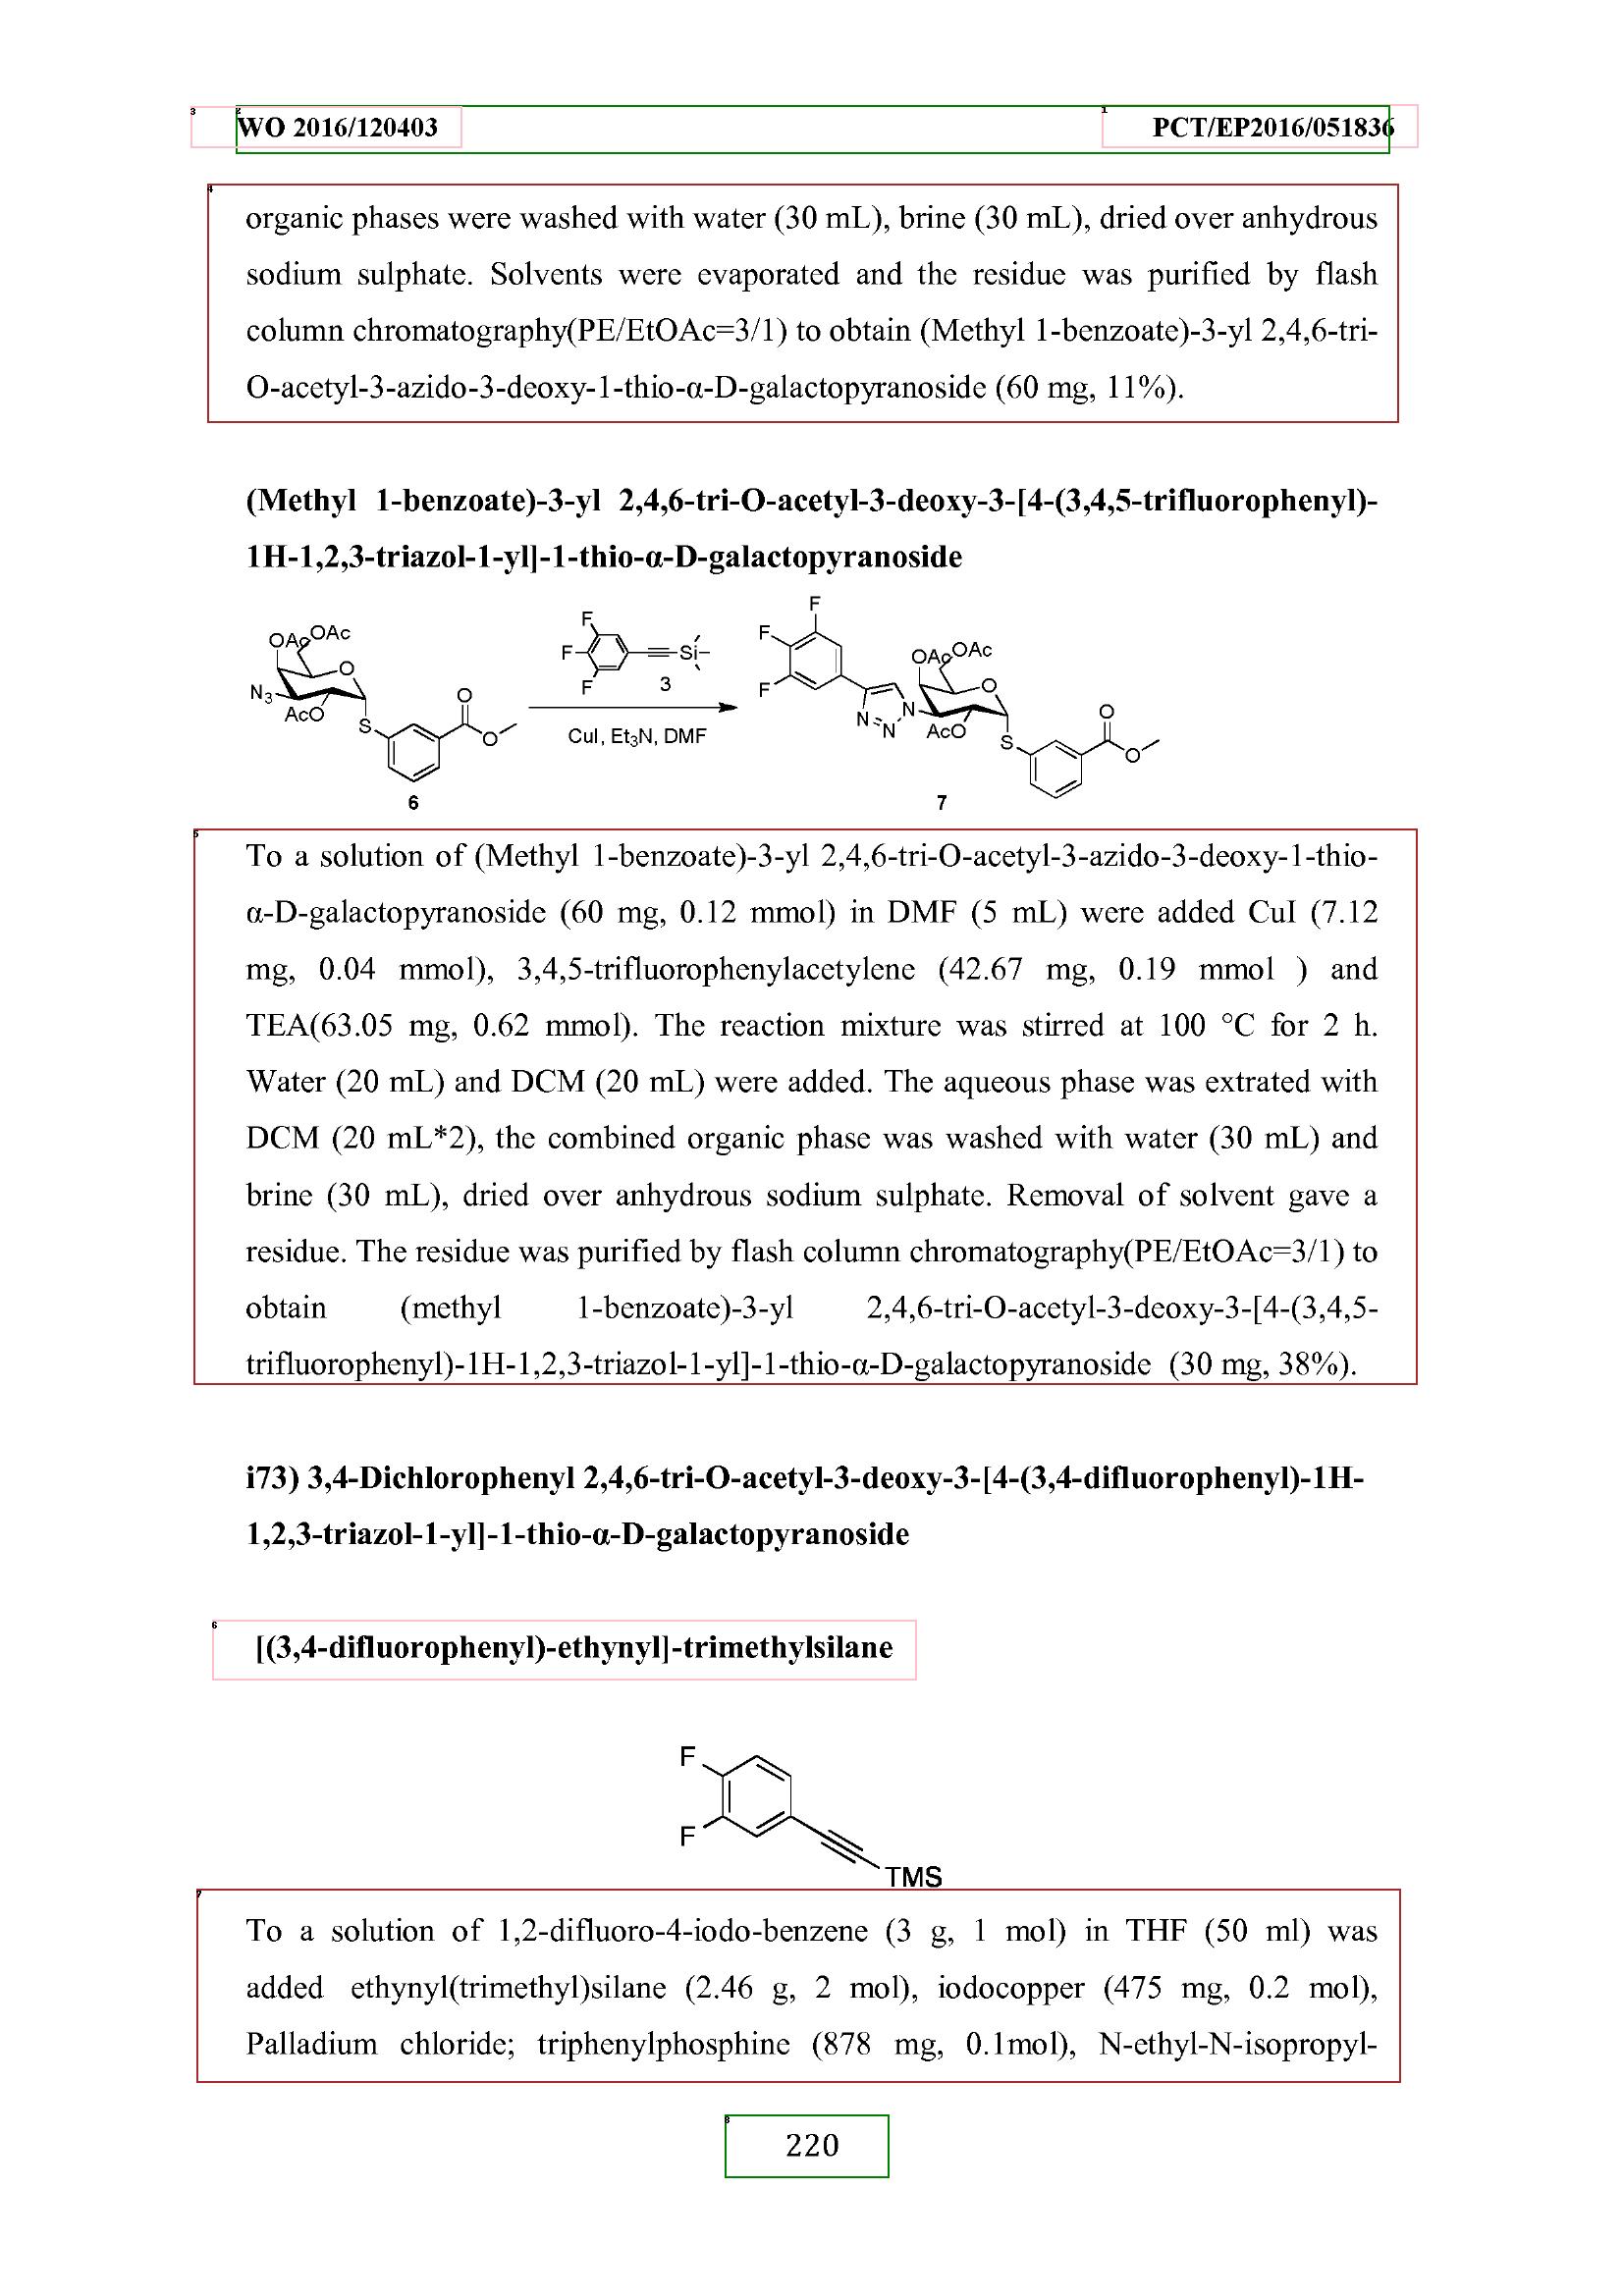 WO 2016/120403 PCT/EP2016/051836
organic phases were washed with water (30 mL), brine (30 mL), dried over anhydrous
sodium sulphate. Solvents were evaporated and the residue was purified by flash
column chromatography(PE/EtOAc=3/1) to obtain (Methyl 1-benzoate)-3-yl 2,4,6-tri-
O-acetyl-3-azido-3-deoxy-1-thio-α-D-galactopyranoside (60 mg, 11%).
(Methyl 1-benzoate)-3-yl 2,4,6-tri-O-acetyl-3-deoxy-3-[4-(3,4,5-trifluorophenyl)-
1H-1,2,3-triazol-1-yl]-1-thio-α-D-galactopyranoside
OAc OAc O N3 AcO S O O
6
F F F Si
3
CuI, Et3N, DMF
F F F N N N OAc OAc O AcO S O O
7
To a solution of (Methyl 1-benzoate)-3-yl 2,4,6-tri-O-acetyl-3-azido-3-deoxy-1-thio-
α-D-galactopyranoside (60 mg, 0.12 mmol) in DMF (5 mL) were added CuI (7.12
mg, 0.04 mmol), 3,4,5-trifluorophenylacetylene (42.67 mg, 0.19 mmol ) and
TEA(63.05 mg, 0.62 mmol). The reaction mixture was stirred at 100 °C for 2 h.
Water (20 mL) and DCM (20 mL) were added. The aqueous phase was extrated with
DCM (20 mL*2), the combined organic phase was washed with water (30 mL) and
brine (30 mL), dried over anhydrous sodium sulphate. Removal of solvent gave a
residue. The residue was purified by flash column chromatography(PE/EtOAc=3/1) to
obtain (methyl 1-benzoate)-3-yl 2,4,6-tri-O-acetyl-3-deoxy-3-[4-(3,4,5-
trifluorophenyl)-1H-1,2,3-triazol-1-yl]-1-thio-α-D-galactopyranoside (30 mg, 38%).
i73) 3,4-Dichlorophenyl 2,4,6-tri-O-acetyl-3-deoxy-3-[4-(3,4-difluorophenyl)-1H-
1,2,3-triazol-1-yl]-1-thio-α-D-galactopyranoside
[(3,4-difluorophenyl)-ethynyl]-trimethylsilane
F
F
TMS
To a solution of 1,2-difluoro-4-iodo-benzene (3 g, 1 mol) in THF (50 ml) was
added ethynyl(trimethyl)silane (2.46 g, 2 mol), iodocopper (475 mg, 0.2 mol),
Palladium chloride; triphenylphosphine (878 mg, 0.1mol), N-ethyl-N-isopropyl-
220